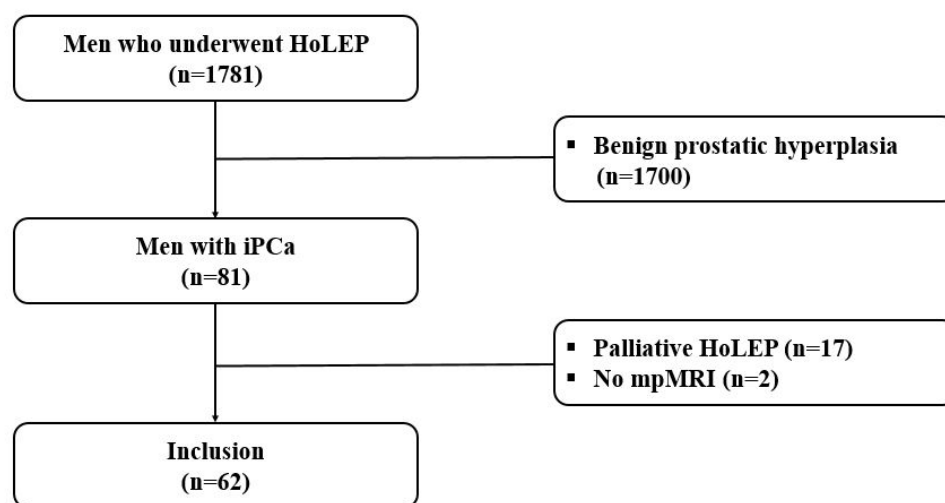 Men who underwent HoLEP
(n=1781)
▪ Benign prostatic hyperplasia
(n=1700)
Men with iPCa
(n=81)
▪ Palliative HoLEP (n=17)
▪ No mpMRI (n=2)
Inclusion
(n=62)